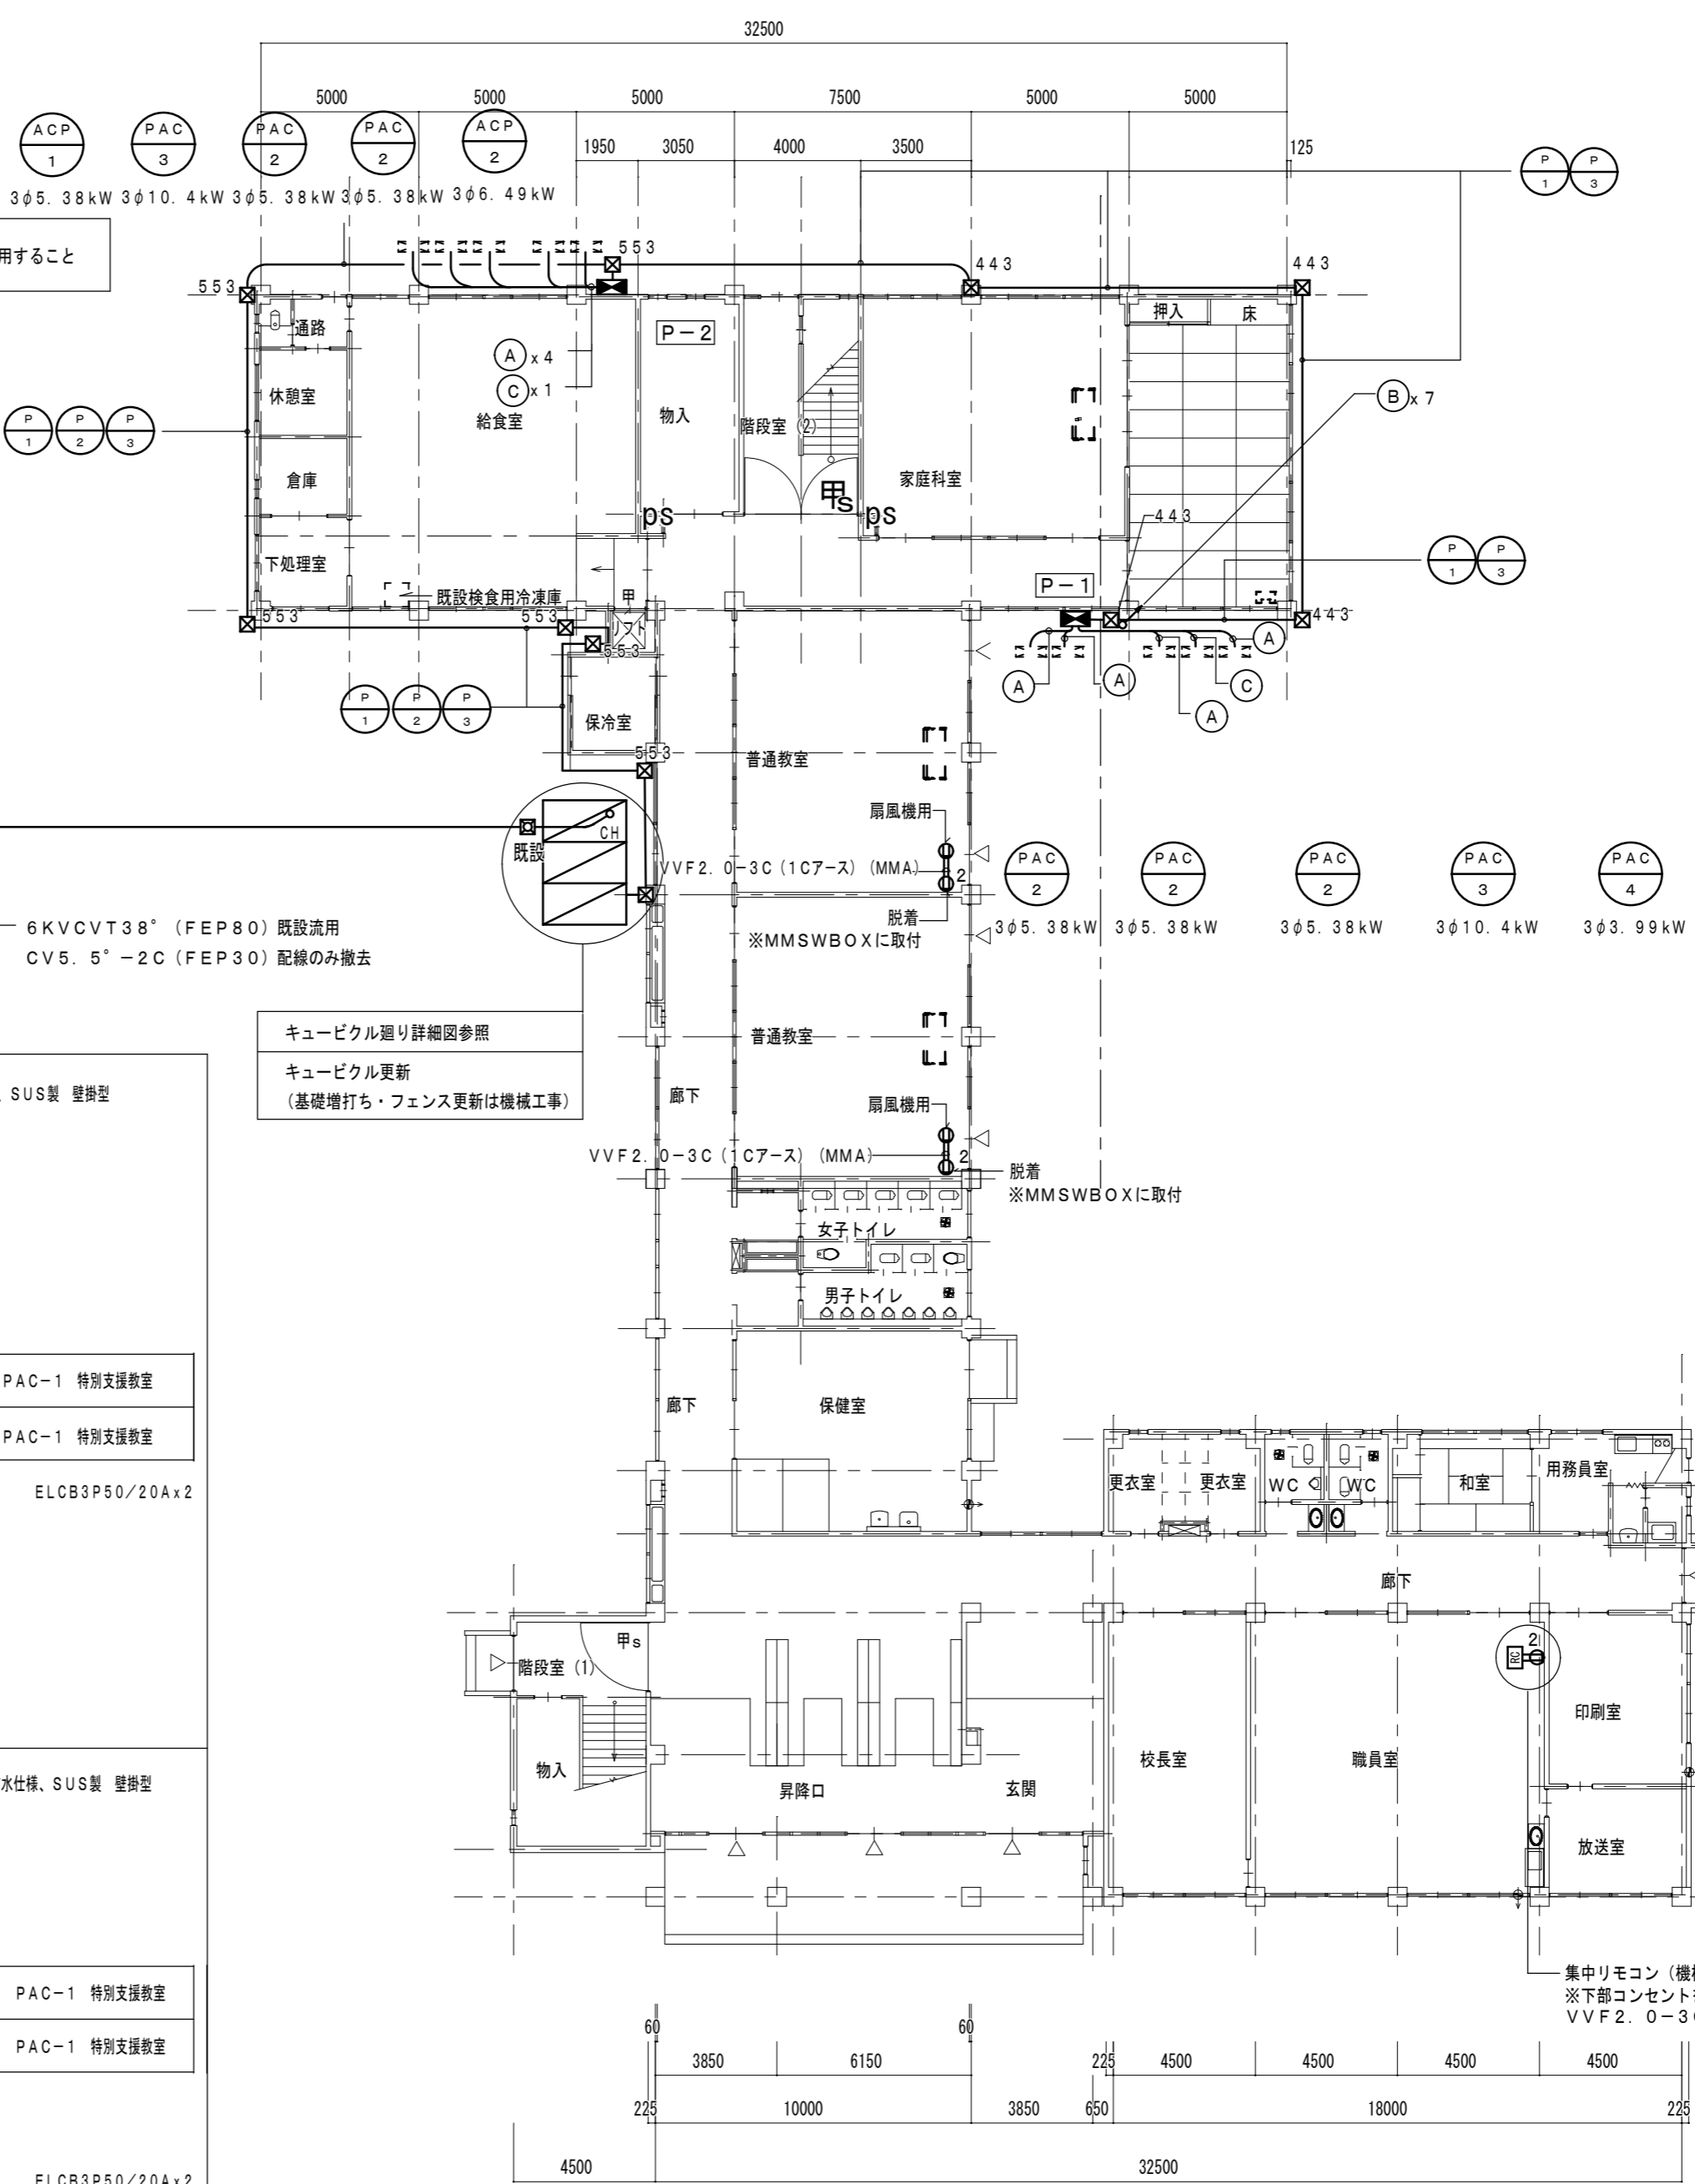 32500
5000 5000 5000 7500 5000 5000
1950 3050 4000 3500 125
ACP 1
PAC 3
PAC 2
PAC 2
ACP 2
P 1
P 3
3φ5.38kW 3φ10.4kW 3φ5.38kW 3φ5.38kW 3φ6.49kW
用すること
553
553
443
443
通路
P-2
押入
床
A x4
C x1
休憩室
給食室
物入
階段室(2)
B x7
P 1
P 2
P 3
倉庫
家庭科室
甲s
ps
ps
443
下処理室
P 1
P 3
既設検食用冷凍庫
甲
P-1
553
553
リフト
443
553
A
A
A
C
A
P 1
P 2
P 3
保冷室
553
普通教室
扇風機用
CH
既設
VVF2.0-3C(1Cアース)(MMA)
2
脱着
※MMSWBOXに取付
PAC 2
PAC 2
PAC 2
PAC 3
PAC 4
3φ5.38kW 3φ5.38kW 3φ5.38kW 3φ10.4kW 3φ3.99kW
6KVCVT38°(FEP80)既設流用
CV5.5°-2C(FEP30)配線のみ撤去
キュービクル廻り詳細図参照
キュービクル更新
(基礎増打ち・フェンス更新は機械工事)
普通教室
、SUS製 壁掛型
廊下
扇風機用
VVF2.0-3C(1Cアース)(MMA)
2
脱着
※MMSWBOXに取付
女子トイレ
男子トイレ
PAC-1 特別支援教室
PAC-1 特別支援教室
ELCB3P50/20Ax2
廊下
保健室
更衣室
更衣室
WC
WC
和室
用務員室
廊下
甲s
階段室(1)
2
RC
印刷室
物入
昇降口
玄関
校長室
職員室
水仕様、SUS製 壁掛型
放送室
集中リモコン(機
※下部コンセント
VVF2.0-3
PAC-1 特別支援教室
PAC-1 特別支援教室
60 60
3850 6150 225 4500 4500 4500 4500
225 10000 3850 650 18000 225
4500 32500
ELCB3P50/20Ax2